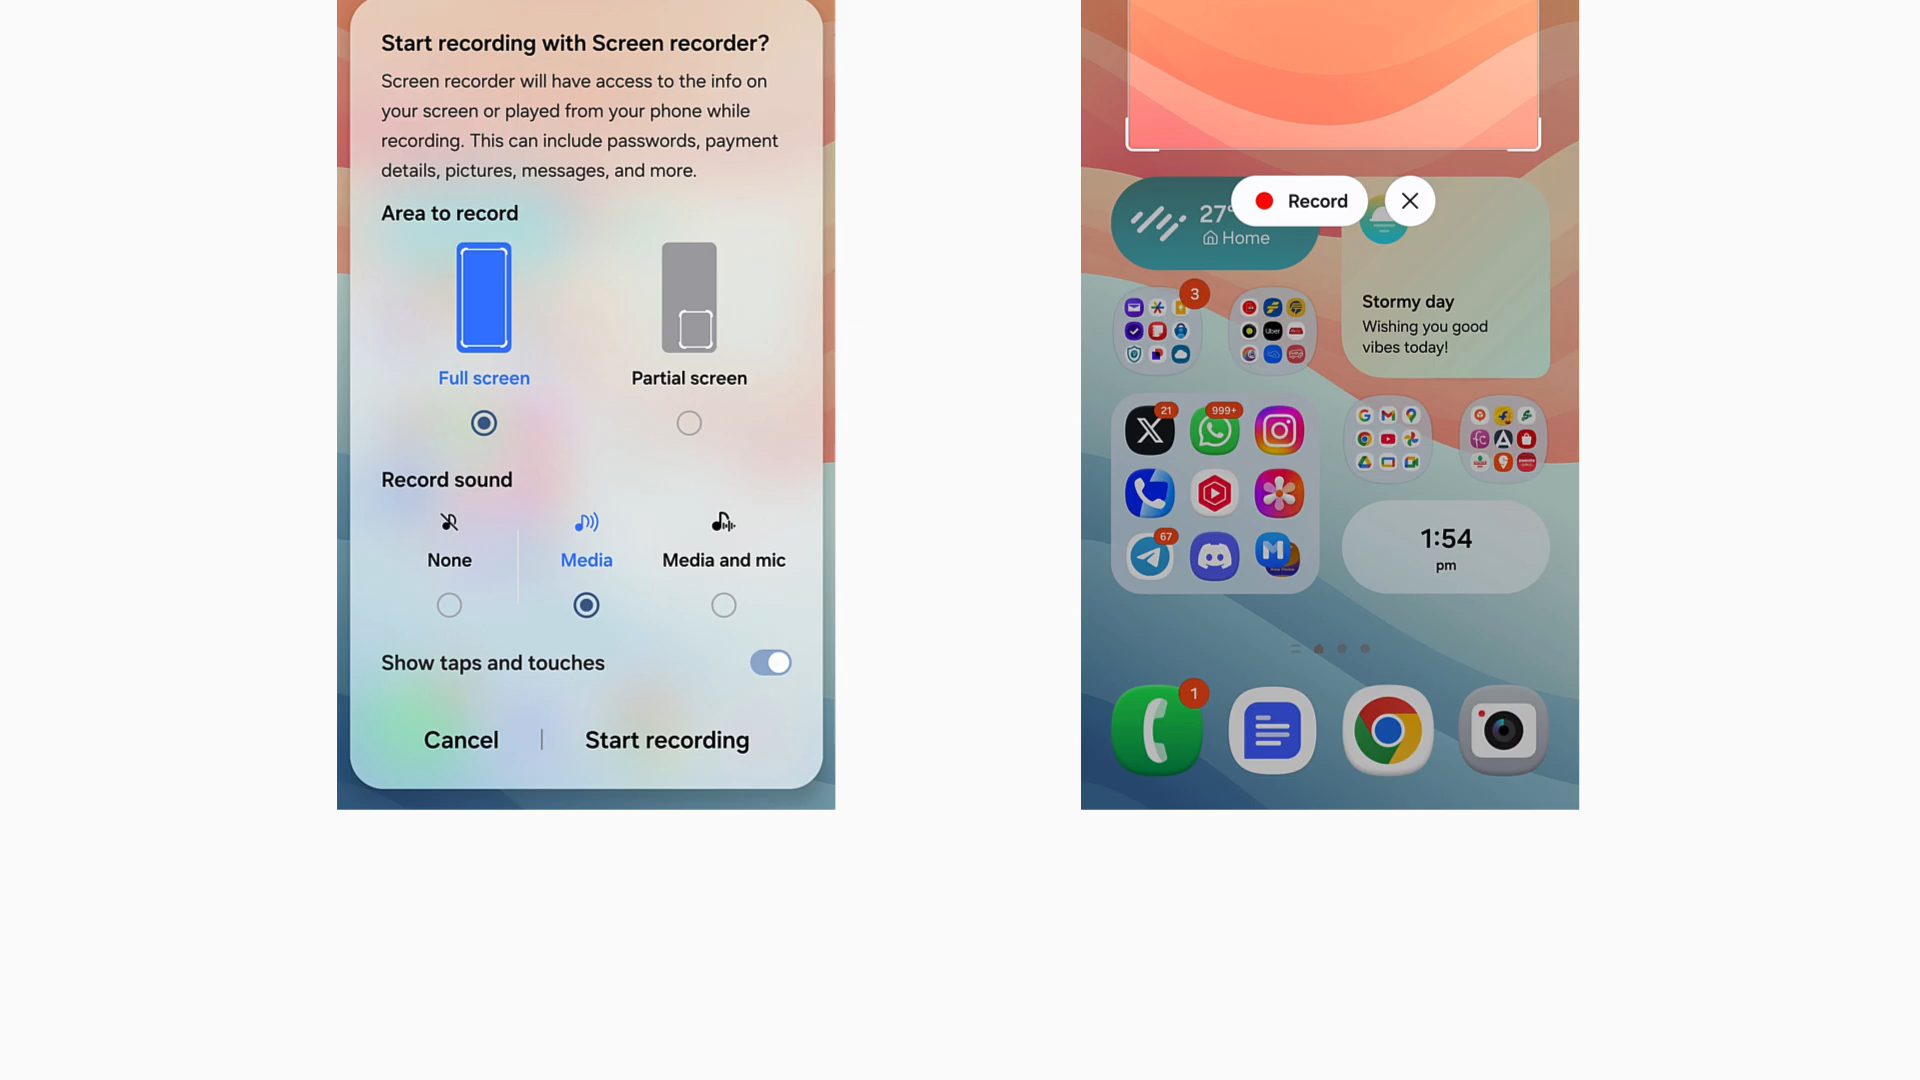 Start recording with Screen recorder?
Screen recorder will have access to the info on
your screen or played from your phone while
recording. This can include passwords, payment
details, pictures, messages, and more.
Area to record
Full screen
Partial screen
Record sound
None
Media
Media and mic
Show taps and touches
Cancel
Start recording
Record
27°
Home
Stormy day
Wishing you good
vibes today!
3
Uber
21
999+
67
1:54
pm
1